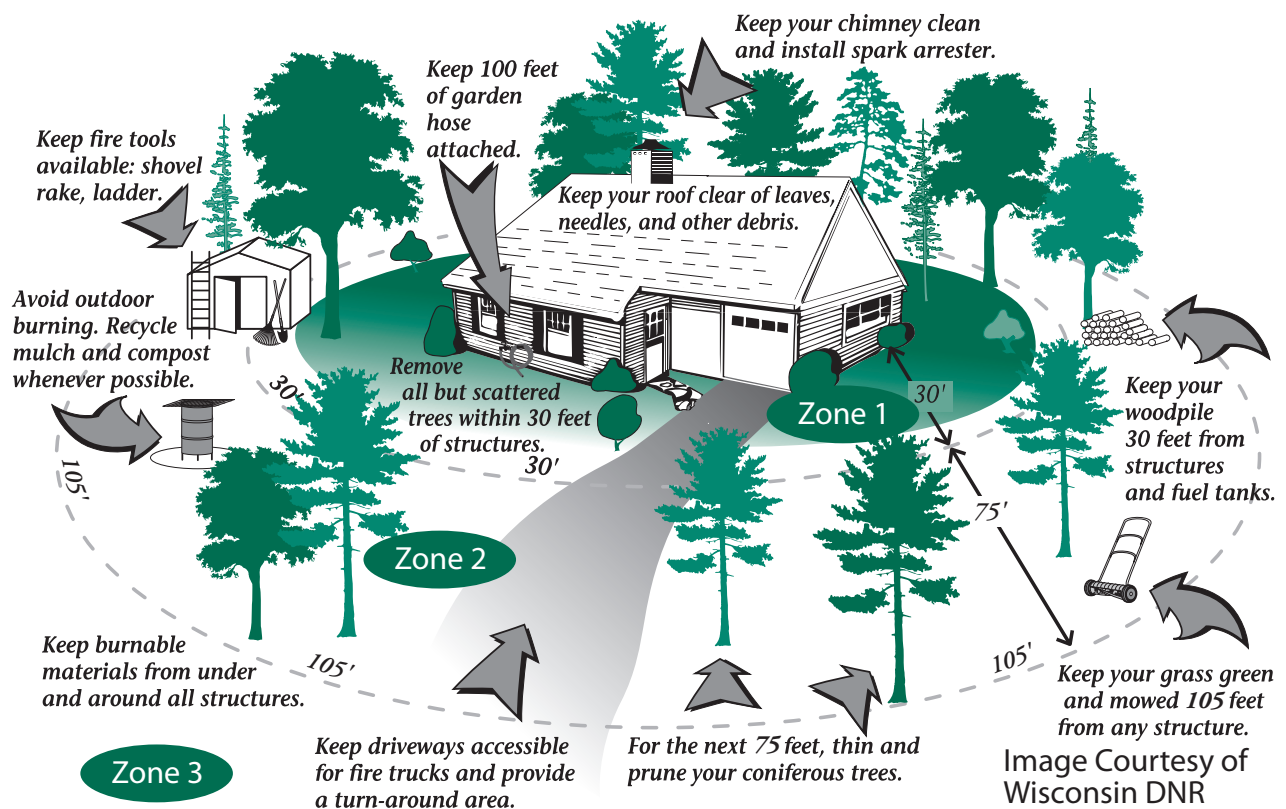 Keep your chimney clean
and install spark arrester.
Keep 100 feet
of garden
hose
attached.
Keep fire tools
available: shovel
rake, ladder.
Keep your roof clear of leaves,
needles, and other debris.
Avoid outdoor
burning. Recycle
mulch and compost
whenever possible.
Remove
all but scattered
trees within 30 feet
of structures.
30'
30'
30'
Zone 1
Keep your
woodpile
30 feet from
structures
and fuel tanks.
105'
75'
Zone 2
Keep burnable
materials from under
and around all structures.
105'
105'
Keep your grass green
and mowed 105 feet
from any structure.
Keep driveways accessible
for fire trucks and provide
a turn-around area.
For the next 75 feet, thin and
prune your coniferous trees.
Zone 3
Image Courtesy of
Wisconsin DNR